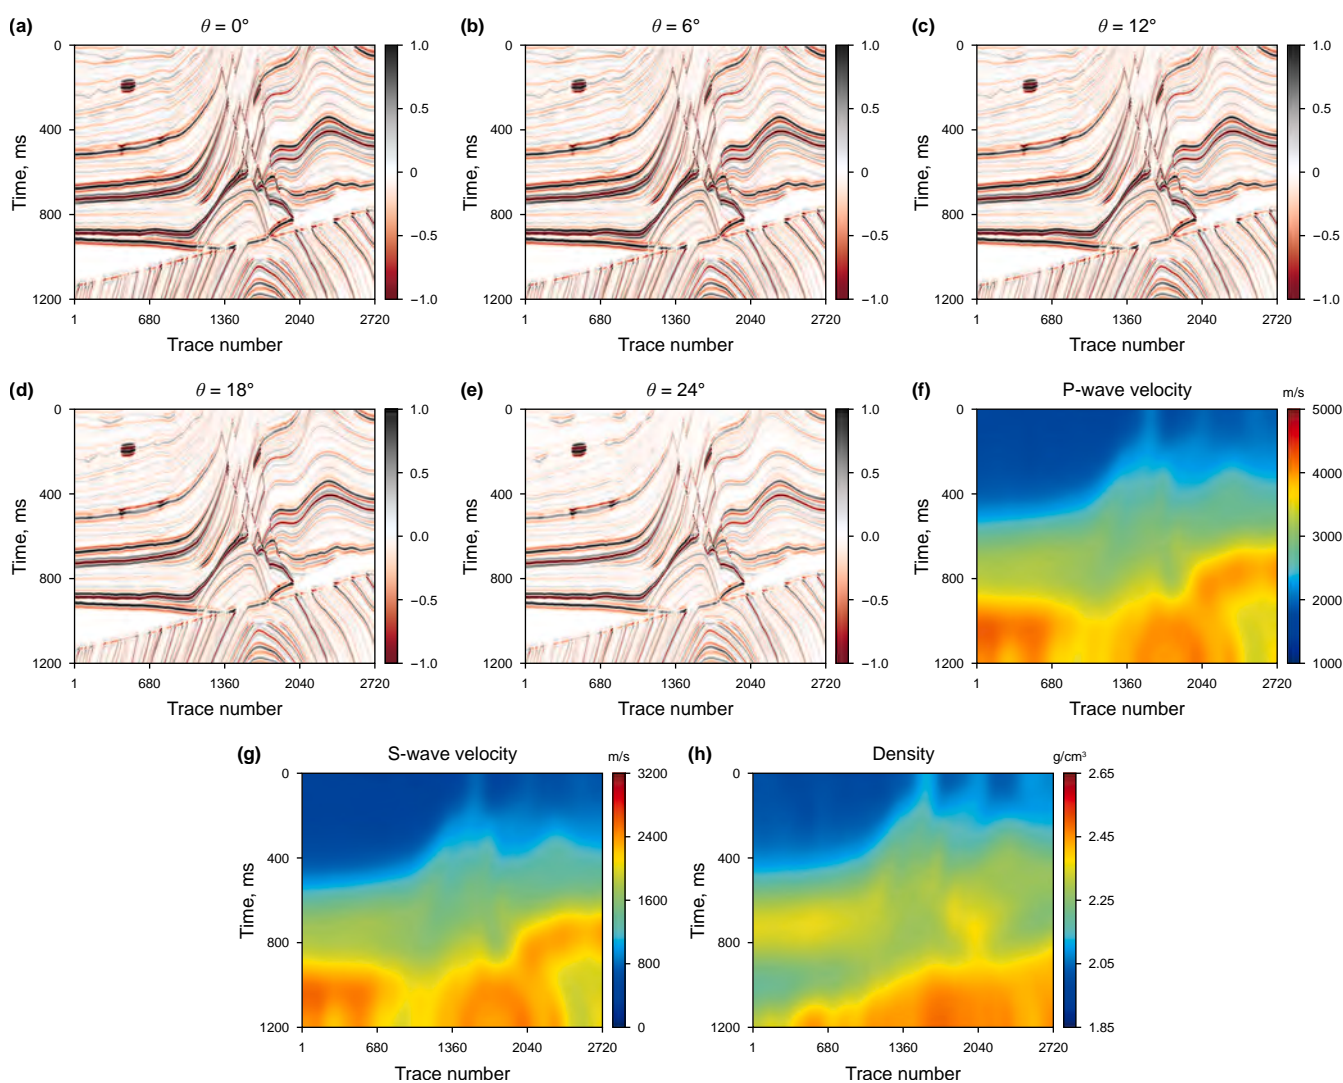 (a) θ = 0° (b) θ = 6° (c) θ = 12°
0 400 800 1200
Time, ms
1 680 1360 2040 2720
Trace number
1.0 0.5 0 −0.5 −1.0
0 400 800 1200
Time, ms
1 680 1360 2040 2720
Trace number
1.0 0.5 0 −0.5 −1.0
0 400 800 1200
Time, ms
1 680 1360 2040 2720
Trace number
1.0 0.5 0 −0.5 −1.0
(d) θ = 18° (e) θ = 24° (f) P-wave velocity m/s
0 400 800 1200
Time, ms
1 680 1360 2040 2720
Trace number
1.0 0.5 0.0 −0.5 −1.0
0 400 800 1200
Time, ms
1 680 1360 2040 2720
Trace number
1.0 0.5 0 −0.5 −1.0
0 400 800 1200
Time, ms
1 680 1360 2040 2720
Trace number
5000 4000 3000 2000 1000
(g) S-wave velocity m/s (h) Density g/cm³
0 400 800 1200
Time, ms
1 680 1360 2040 2720
Trace number
3200 2400 1600 800 0
0 400 800 1200
Time, ms
1 680 1360 2040 2720
Trace number
2.65 2.45 2.25 2.05 1.85